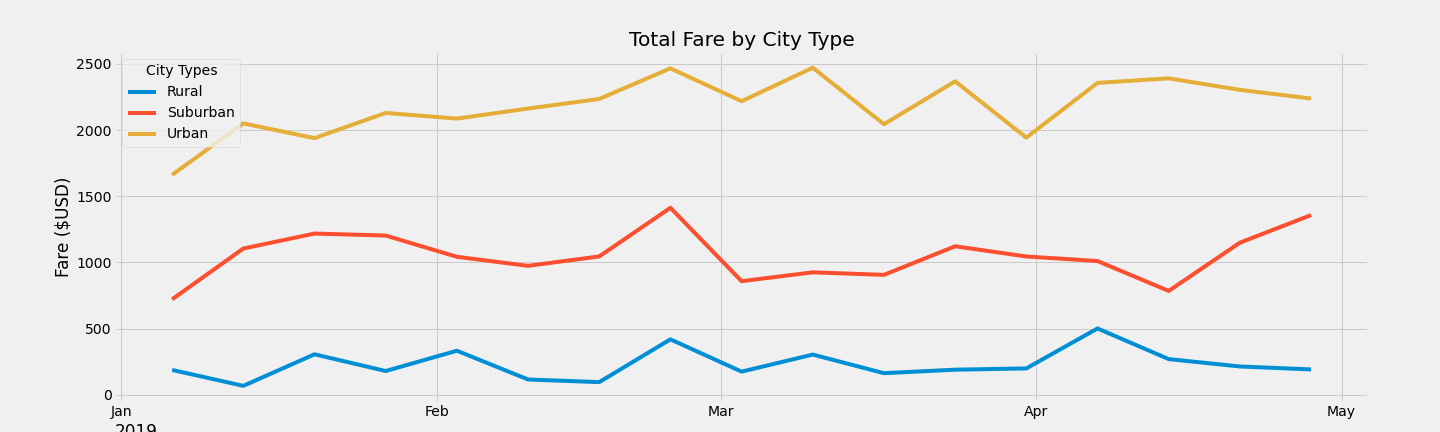 Total Fare by City Type
City Types
Rural
Suburban
Urban
Fare ($USD)
2500
2000
1500
1000
500
0
Jan Feb Mar Apr May
2019